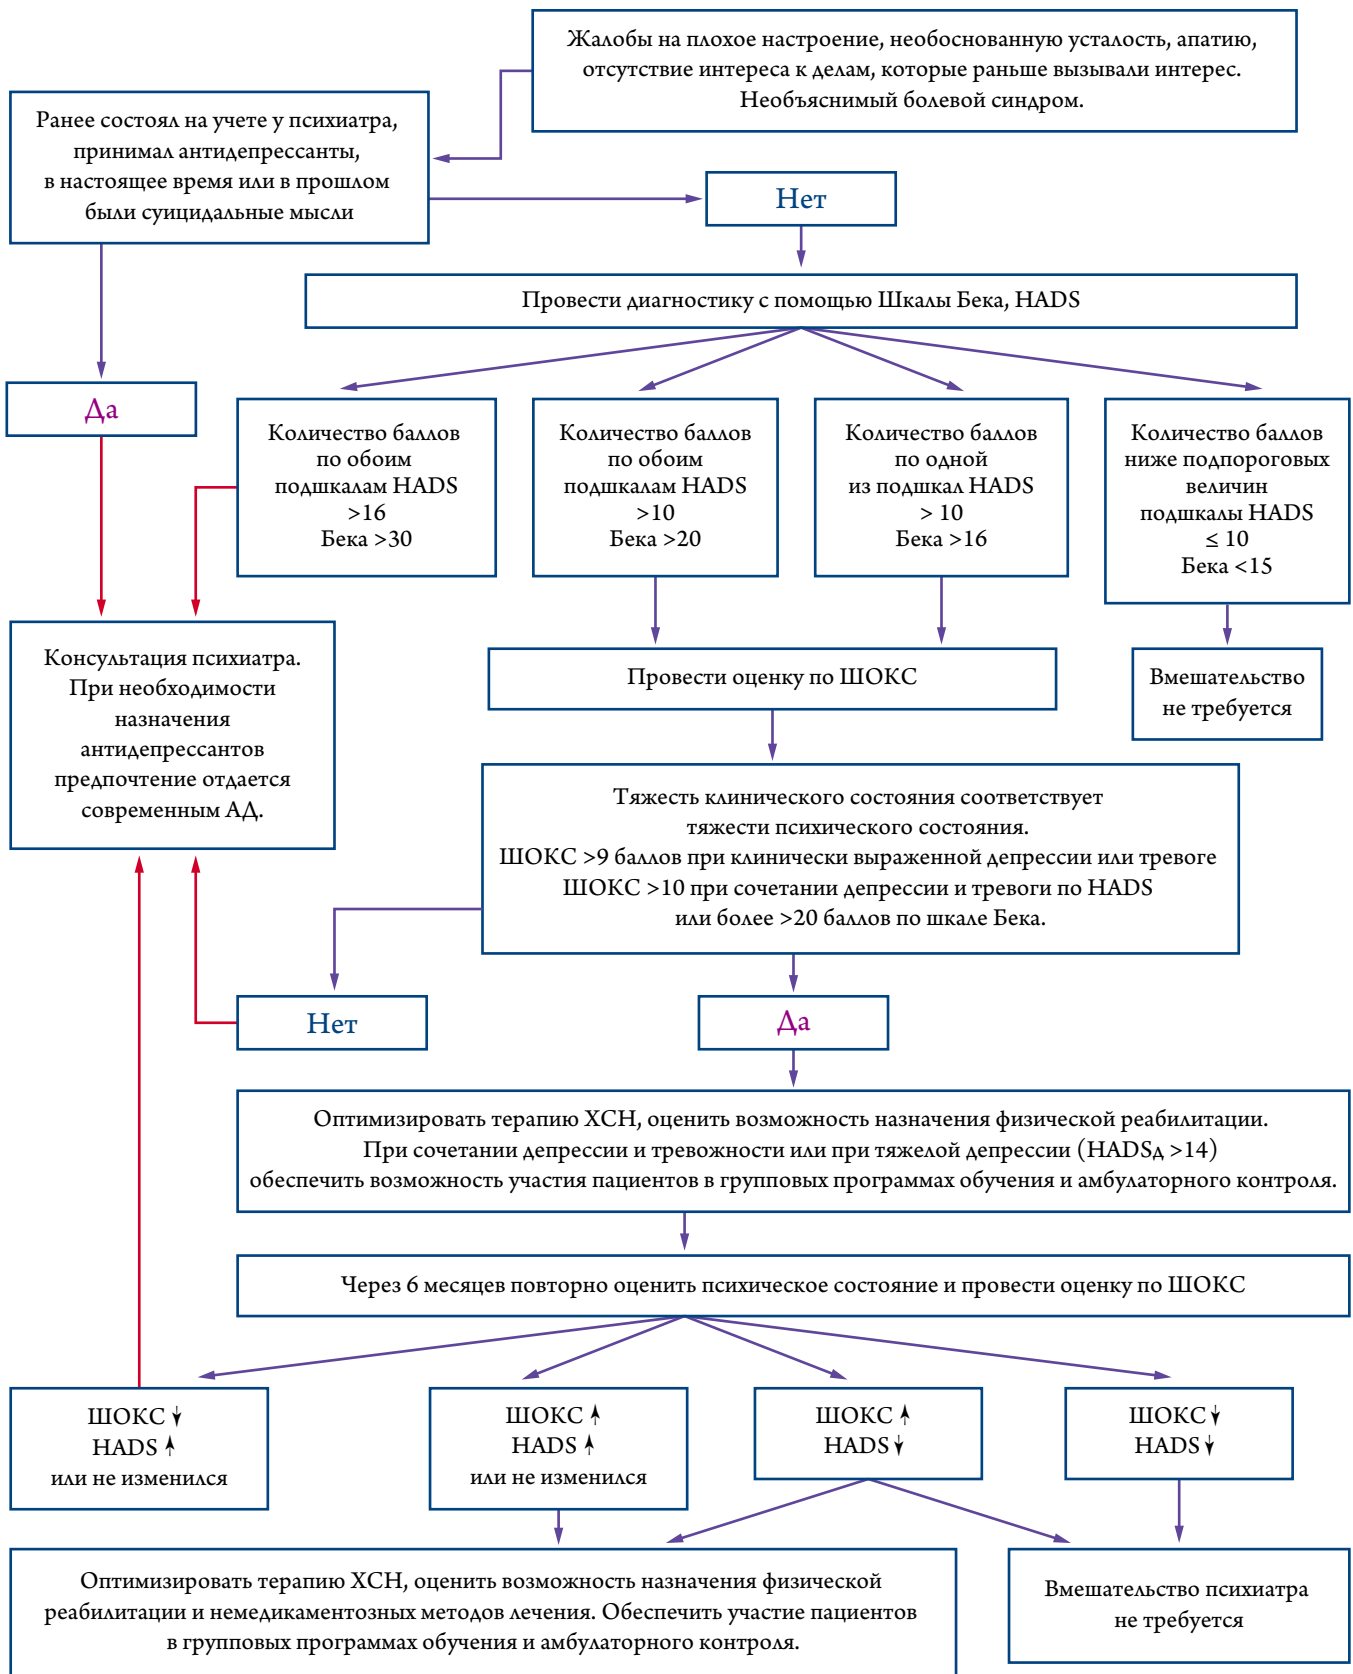 Жалобы на плохое настроение, необоснованную усталость, апатию,
отсутствие интереса к делам, которые раньше вызывали интерес.
Необъяснимый болевой синдром.
Ранее состоял на учете у психиатра,
принимал антидепрессанты,
в настоящее время или в прошлом
были суицидальные мысли
Нет
Провести диагностику с помощью Шкалы Бека, HADS
Да
Количество баллов
по обоим
подшкалам HADS
>16
Бека >30
Количество баллов
по обоим
подшкалам HADS
>10
Бека >20
Количество баллов
по одной
из подшкал HADS
> 10
Бека >16
Количество баллов
ниже подпороговых
величин
подшкалы HADS
≤ 10
Бека <15
Консультация психиатра.
При необходимости
назначения
антидепрессантов
предпочтение отдается
современным АД.
Провести оценку по ШОКС
Вмешательство
не требуется
Тяжесть клинического состояния соответствует
тяжести психического состояния.
ШОКС >9 баллов при клинически выраженной депрессии или тревоге
ШОКС >10 при сочетании депрессии и тревоги по HADS
или более >20 баллов по шкале Бека.
Нет
Да
Оптимизировать терапию ХСН, оценить возможность назначения физической реабилитации.
При сочетании депрессии и тревожности или при тяжелой депрессии (HADSд >14)
обеспечить возможность участия пациентов в групповых программах обучения и амбулаторного контроля.
Через 6 месяцев повторно оценить психическое состояние и провести оценку по ШОКС
ШОКС ↓
HADS ↑
или не изменился
ШОКС ↑
HADS ↑
или не изменился
ШОКС ↑
HADS ↓
ШОКС ↓
HADS ↓
Оптимизировать терапию ХСН, оценить возможность назначения физической
реабилитации и немедикаментозных методов лечения. Обеспечить участие пациентов
в групповых программах обучения и амбулаторного контроля.
Вмешательство психиатра
не требуется